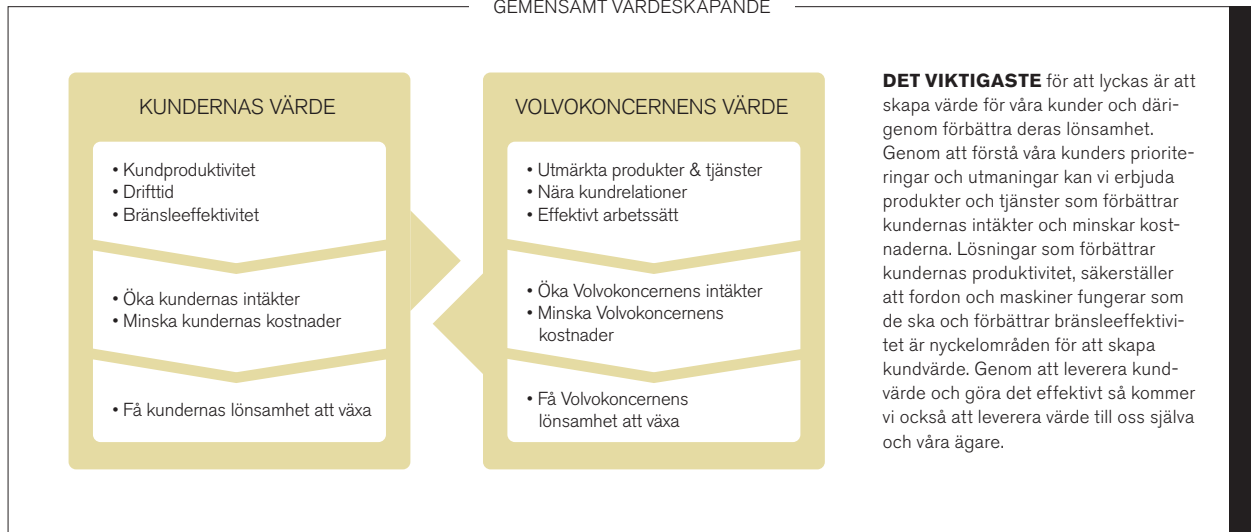 GEMENSAMT VÄRDESKAPANDE
KUNDERNAS VÄRDE
• Kundproduktivitet
• Drifttid
• Bränsleeffektivitet
• Öka kundernas intäkter
• Minska kundernas kostnader
• Få kundernas lönsamhet att växa
VOLVOKONCERNENS VÄRDE
• Utmärkta produkter & tjänster
• Nära kundrelationer
• Effektivt arbetssätt
• Öka Volvokoncernens intäkter
• Minska Volvokoncernens
kostnader
• Få Volvokoncernens
lönsamhet att växa
DET VIKTIGASTE för att lyckas är att
skapa värde för våra kunder och däri-
genom förbättra deras lönsamhet.
Genom att förstå våra kunders priorite-
ringar och utmaningar kan vi erbjuda
produkter och tjänster som förbättrar
kundernas intäkter och minskar kost-
naderna. Lösningar som förbättrar
kundernas produktivitet, säkerställer
att fordon och maskiner fungerar som
de ska och förbättrar bränsleeffektivi-
tet är nyckelområden för att skapa
kundvärde. Genom att leverera kund-
värde och göra det effektivt så kommer
vi också att leverera värde till oss själva
och våra ägare.